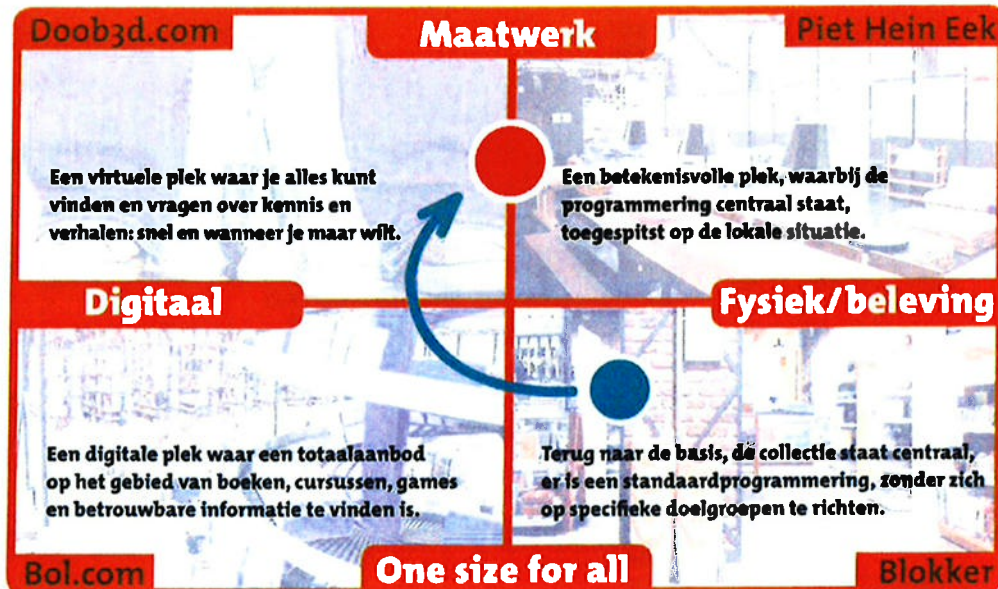 Doob3d.com
Maatwerk
Piet Hein Eek
Een virtuele plek waar je alles kunt
vinden en vragen over kennis en
verhalen: snel en wanneer je maar wilt.
Een betekenisvolle plek, waarbij de
programmering centraal staat,
toegespitst op de lokale situatie.
Digitaal
Fysiek/beleving
Een digitale plek waar een totaalaanbod
op het gebied van boeken, cursussen, games
en betrouwbare informatie te vinden is.
Terug naar de basis, de collectie staat centraal,
er is een standaardprogrammering, zonder zich
op specifieke doelgroepen te richten.
Bol.com
One size for all
Blokker